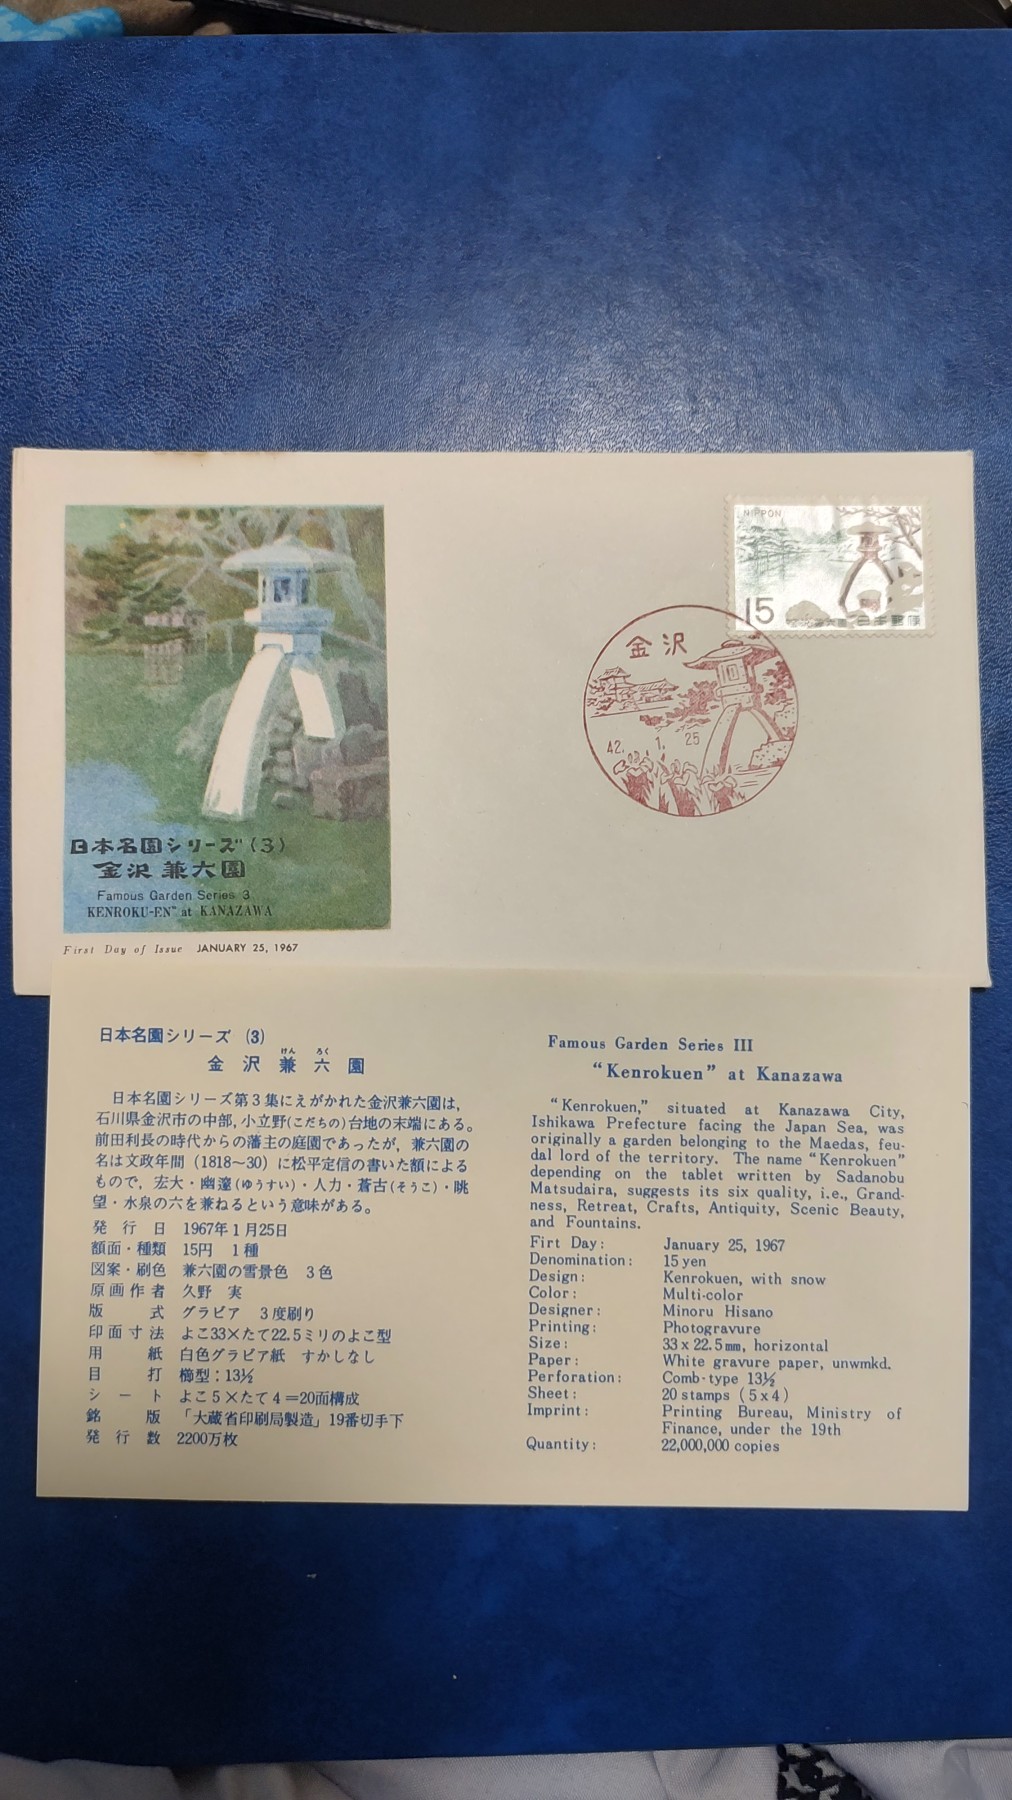 NIPPON
15
日本郵便
金沢
42. 1. 25
日本名園シリーズ(3)
金沢 兼六園
Famous Garden Series 3
"KENROKU-EN" at KANAZAWA
First Day of Issue JANUARY 25, 1967
日本名園シリーズ (3)
けん ろく
金沢兼六園
日本名園シリーズ第3集にえがかれた金沢兼六園は,
石川県金沢市の中部, 小立野(こだちの)台地の末端にある。
前田利長の時代からの藩主の庭園であったが, 兼六園の
名は文政年間 (1818~30) に松平定信の書いた額による
もので, 宏大・幽邃(ゆうすい)・人力・蒼古(そうこ)・眺
望・水泉の六を兼ねるという意味がある。
発行日 1967年1月25日
額面・種類 15円 1種
図案・刷色 兼六園の雪景色 3色
原画作者 久野 実
版式 グラビア 3度刷り
印面寸法 よこ33×たて22.5ミリのよこ型
用紙 白色グラビア紙 すかしなし
目打 櫛型:13½
シート よこ5×たて4=20面構成
銘版 「大蔵省印刷局製造」19番切手下
発行数 2200万枚
Famous Garden Series III
"Kenrokuen" at Kanazawa
"Kenrokuen," situated at Kanazawa City,
Ishikawa Prefecture facing the Japan Sea, was
originally a garden belonging to the Maedas, feu-
dal lord of the territory. The name "Kenrokuen"
depending on the tablet written by Sadanobu
Matsudaira, suggests its six quality, i.e., Grand-
ness, Retreat, Crafts, Antiquity, Scenic Beauty,
and Fountains.
Firt Day: January 25, 1967
Denomination: 15 yen
Design: Kenrokuen, with snow
Color: Multi-color
Designer: Minoru Hisano
Printing: Photogravure
Size: 33 x 22.5mm, horizontal
Paper: White gravure paper, unwmkd.
Perforation: Comb-type 13½
Sheet: 20 stamps (5x4)
Imprint: Printing Bureau, Ministry of
Finance, under the 19th
Quantity: 22,000,000 copies